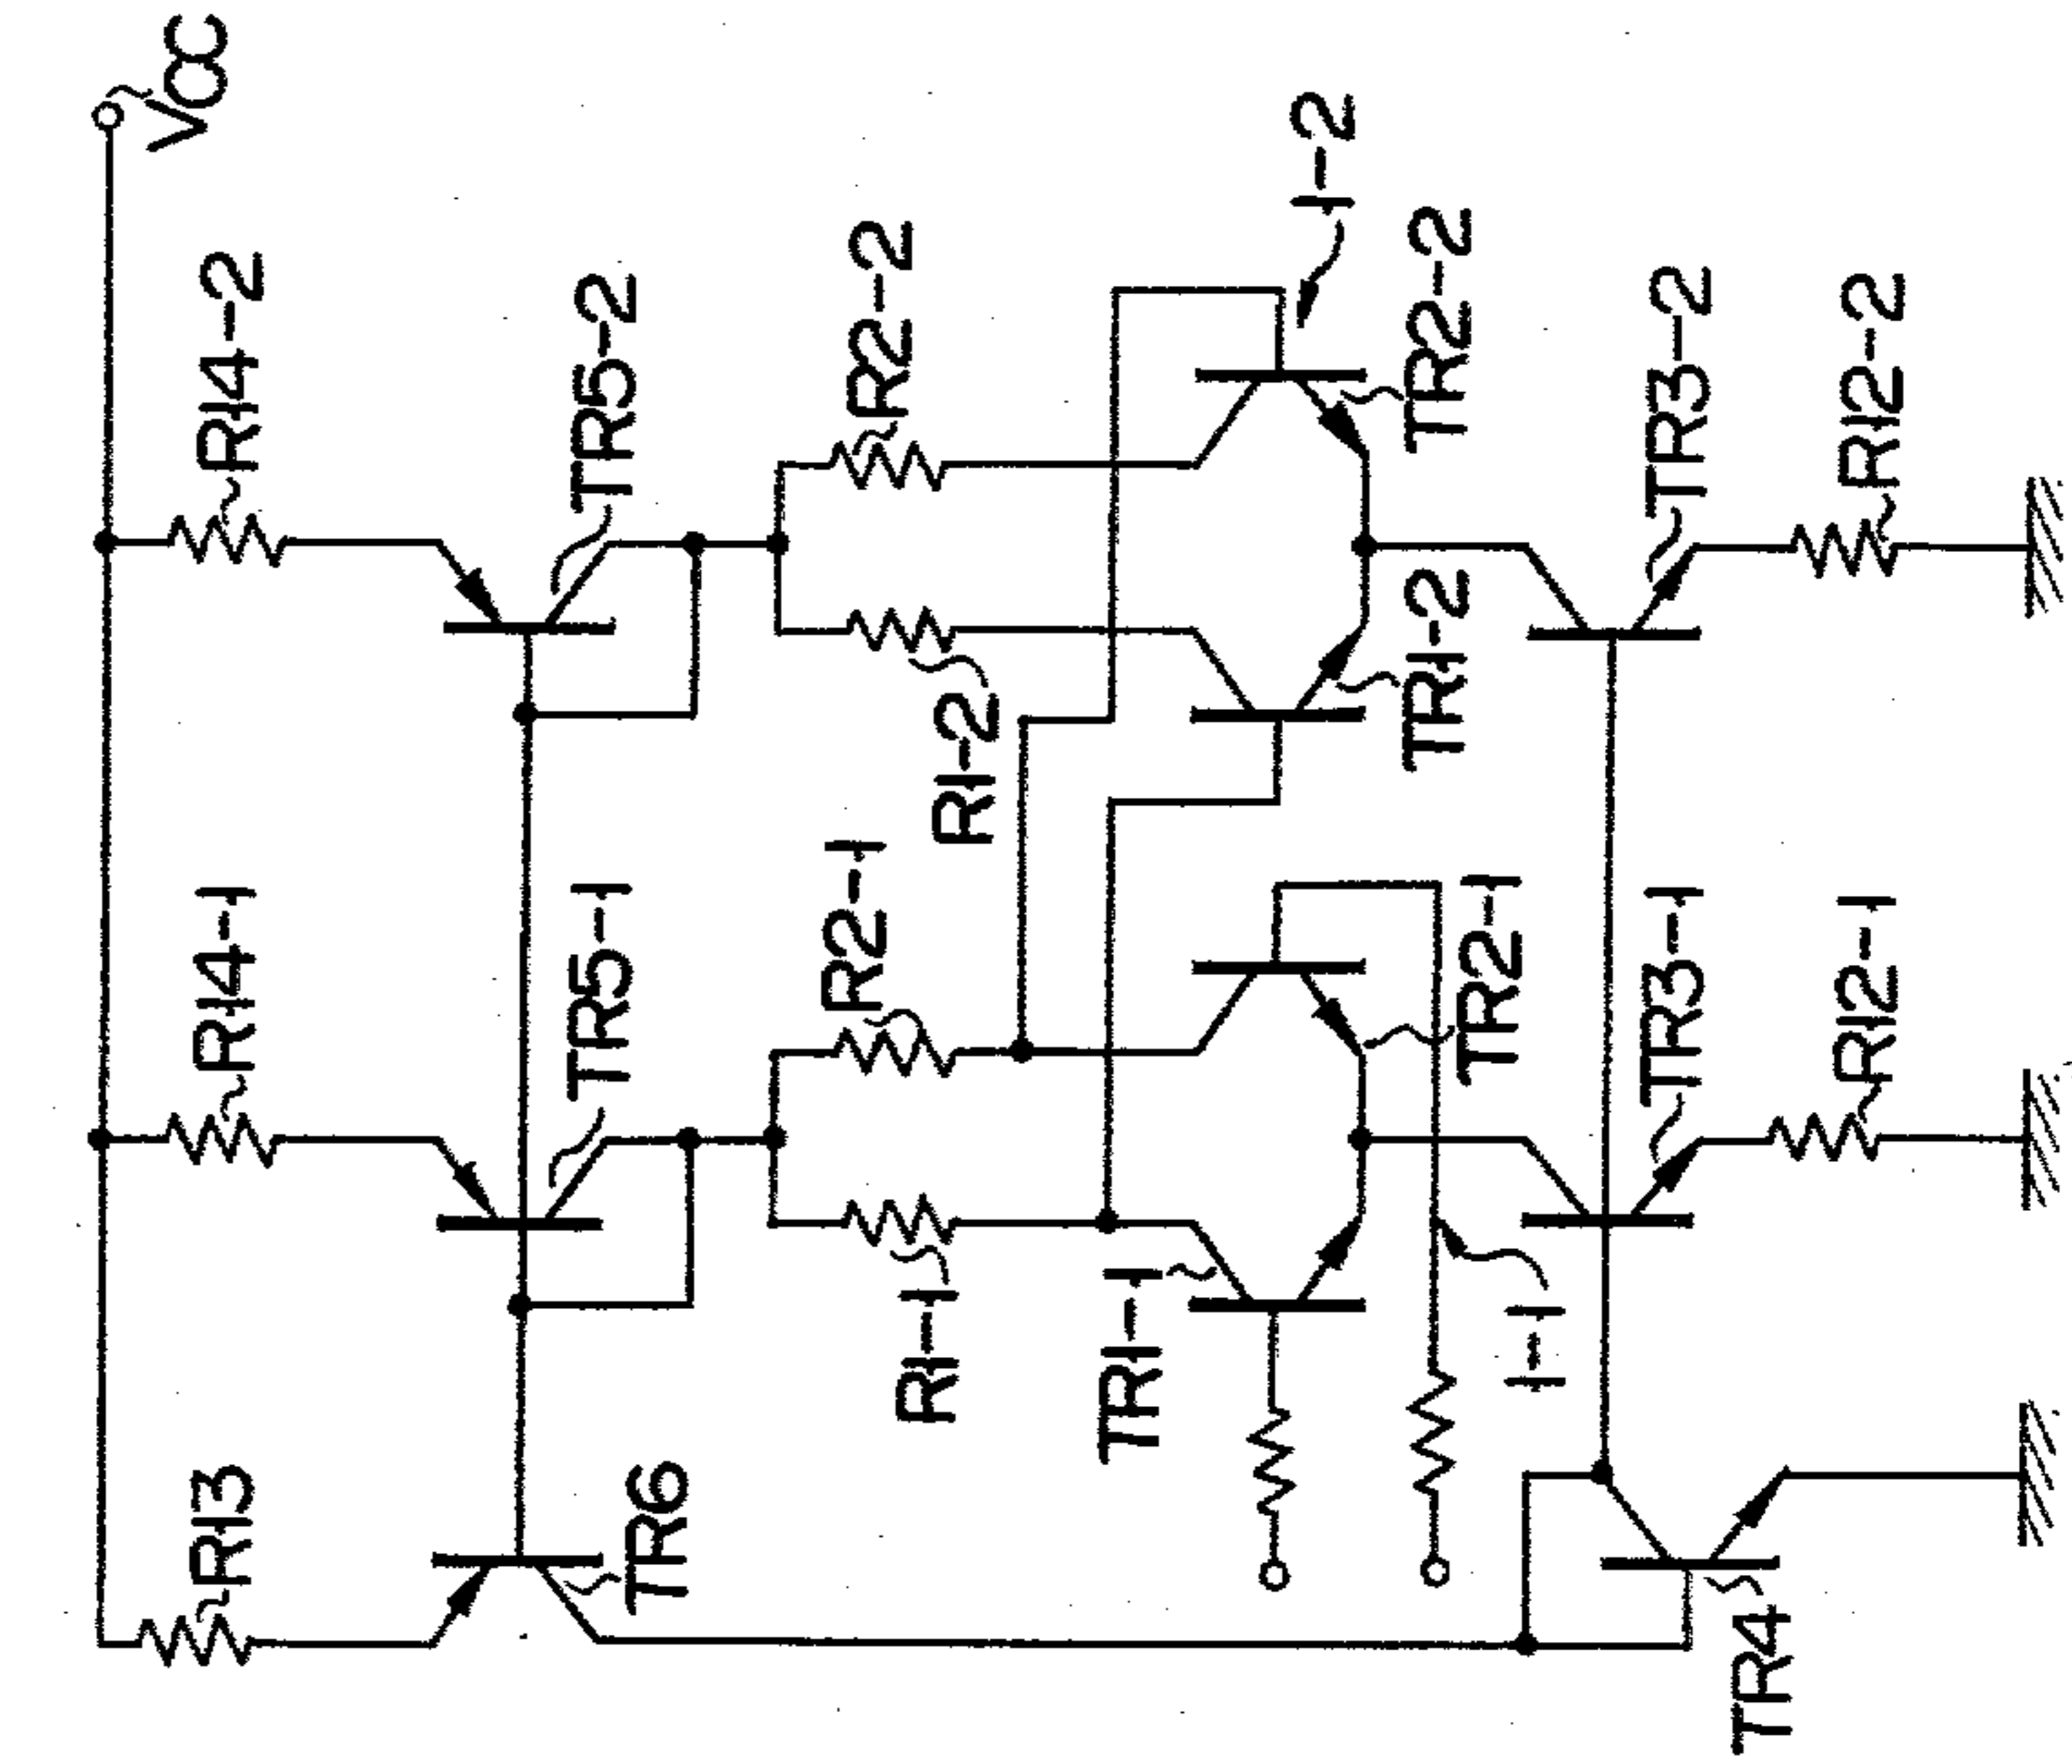 VCC
R14-2
R14-1
R13
TR5-2
TR5-1
TR6
R2-2
R1-2
R2-1
R1-1
1-2
TR2-2
TR1-2
TR2-1
TR1-1
1-1
TR3-2
TR3-1
TR4
R12-2
R12-1